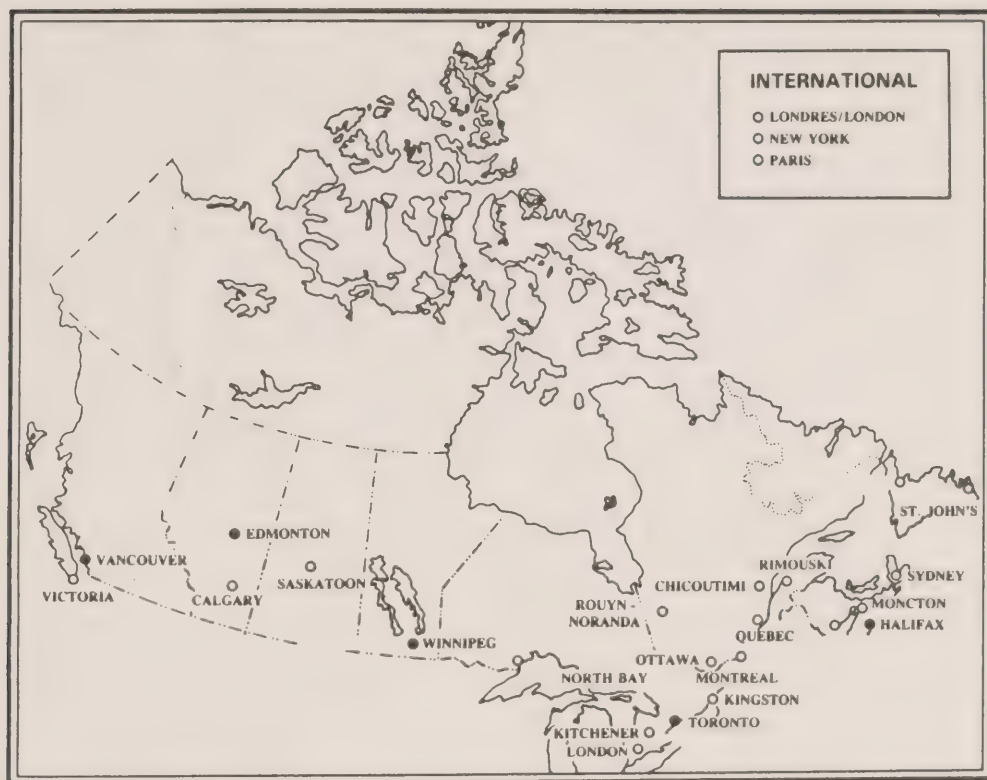 INTERNATIONAL
LONDRES/LONDON
NEW YORK
PARIS
ST. JOHN'S
EDMONTON
VANCOUVER
RIMOUSKI
SYDNEY
SASKATOON
CHICOUTIMI
VICTORIA
CALGARY
ROUYN-
NORANDA
MONCTON
QUÉBEC
HALIFAX
WINNIPEG
OTTAWA
NORTH BAY
MONTREAL
KINGSTON
TORONTO
KITCHENER
LONDON